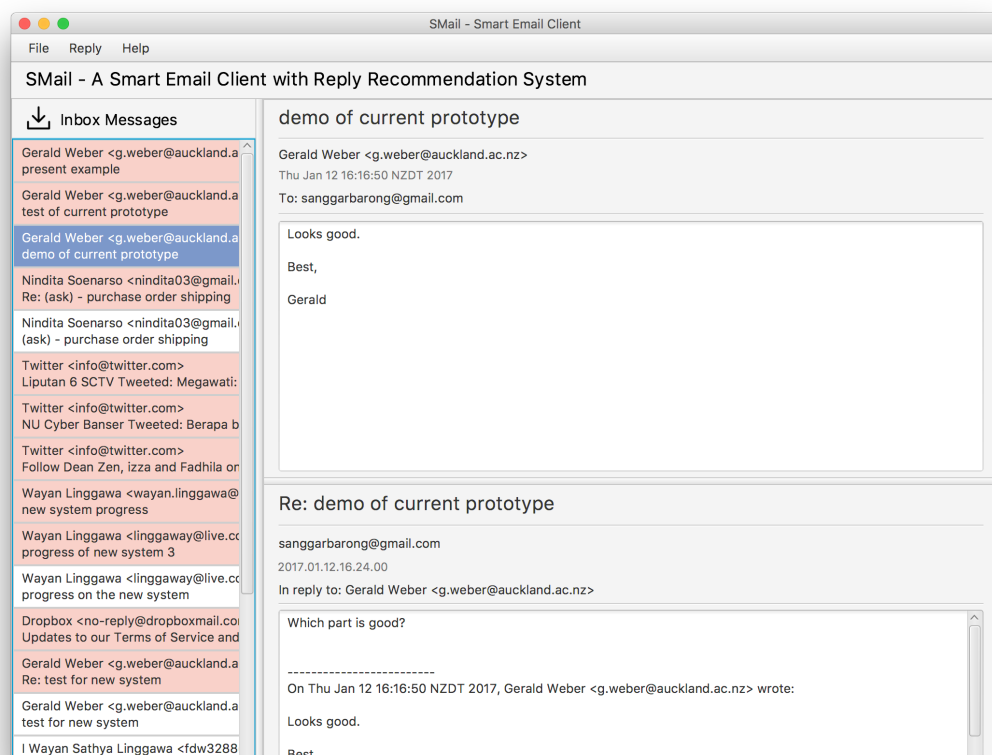 SMail - Smart Email Client
File Reply Help
SMail - A Smart Email Client with Reply Recommendation System
Inbox Messages
Gerald Weber <g.weber@auckland.a
present example
Gerald Weber <g.weber@auckland.a
test of current prototype
Gerald Weber <g.weber@auckland.a
demo of current prototype
Nindita Soenarso <nindita03@gmail.
Re: (ask) - purchase order shipping
Nindita Soenarso <nindita03@gmail.
(ask) - purchase order shipping
Twitter <info@twitter.com>
Liputan 6 SCTV Tweeted: Megawati:
Twitter <info@twitter.com>
NU Cyber Banser Tweeted: Berapa b
Twitter <info@twitter.com>
Follow Dean Zen, izza and Fadhila on
Wayan Linggawa <wayan.linggawa@
new system progress
Wayan Linggawa <linggaway@live.co
progress of new system 3
Wayan Linggawa <linggaway@live.co
progress on the new system
Dropbox <no-reply@dropboxmail.com
Updates to our Terms of Service and
Gerald Weber <g.weber@auckland.a
Re: test for new system
Gerald Weber <g.weber@auckland.a
test for new system
I Wayan Sathya Linggawa <fdw3288
demo of current prototype
Gerald Weber <g.weber@auckland.ac.nz>
Thu Jan 12 16:16:50 NZDT 2017
To: sanggarbarong@gmail.com
Looks good.
Best,
Gerald
Re: demo of current prototype
sanggarbarong@gmail.com
2017.01.12.16.24.00
In reply to: Gerald Weber <g.weber@auckland.ac.nz>
Which part is good?
-------------------------
On Thu Jan 12 16:16:50 NZDT 2017, Gerald Weber <g.weber@auckland.ac.nz> wrote:
Looks good.
Best,